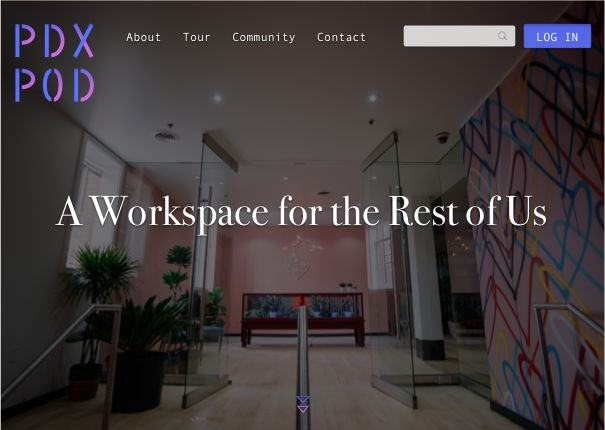 PDX
POD
About Tour Community Contact
LOG IN
A Workspace for the Rest of Us